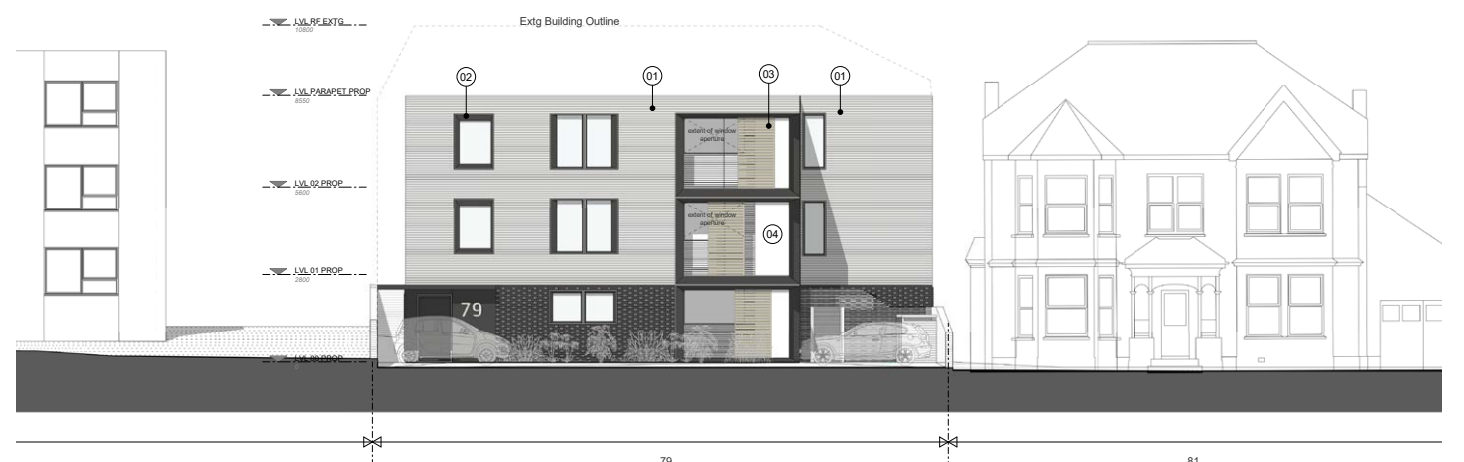 LVL RF EXTG
10800
Extg Building Outline
02
01
03
01
LVL PARAPET PROP
8550
extent of window
aperture
LVL 02 PROP
5600
extent of window
aperture
04
LVL 01 PROP
2800
79
LVL 00 PROP
0
79
81